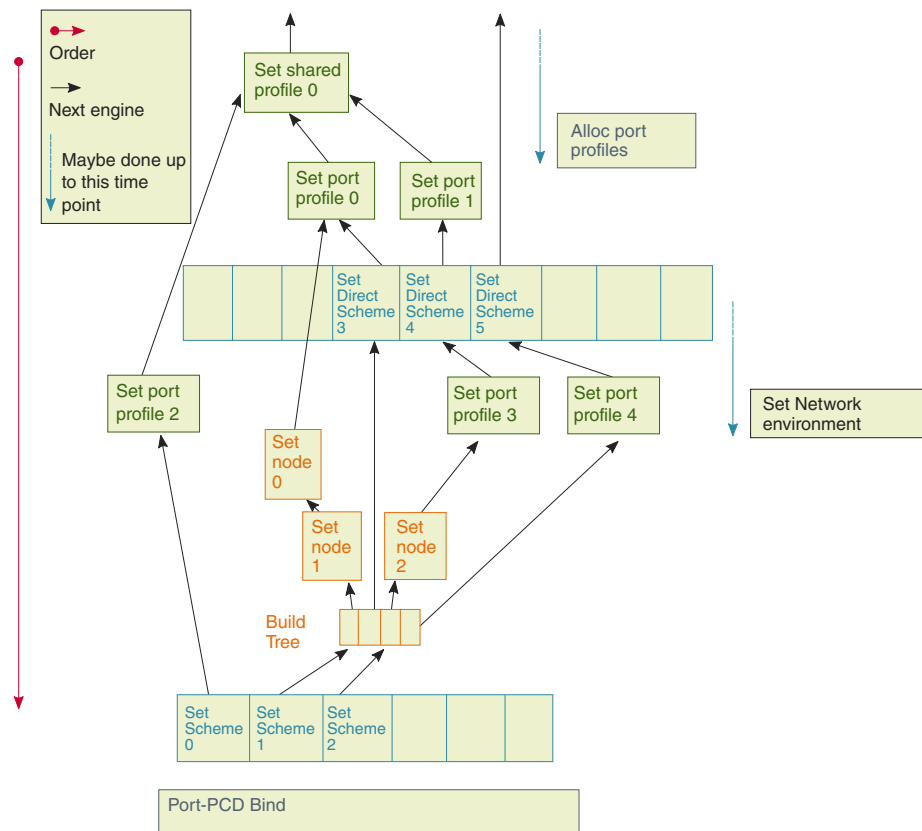 Order
Next engine
Maybe done up
to this time
point
Set shared
profile 0
Alloc port
profiles
Set port
profile 0
Set port
profile 1
Set
Direct
Scheme
3
Set
Direct
Scheme
4
Set
Direct
Scheme
5
Set port
profile 2
Set port
profile 3
Set port
profile 4
Set Network
environment
Set
node
0
Set
node
1
Set
node
2
Build
Tree
Set
Scheme
0
Set
Scheme
1
Set
Scheme
2
Port-PCD Bind